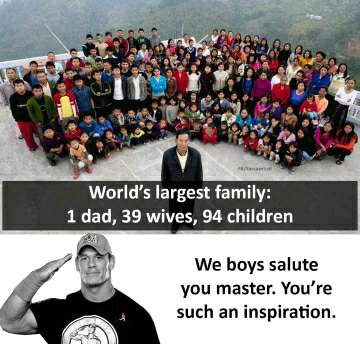 World's largest family:
1 dad, 39 wives, 94 children
We boys salute
you master. You're
such an inspiration.